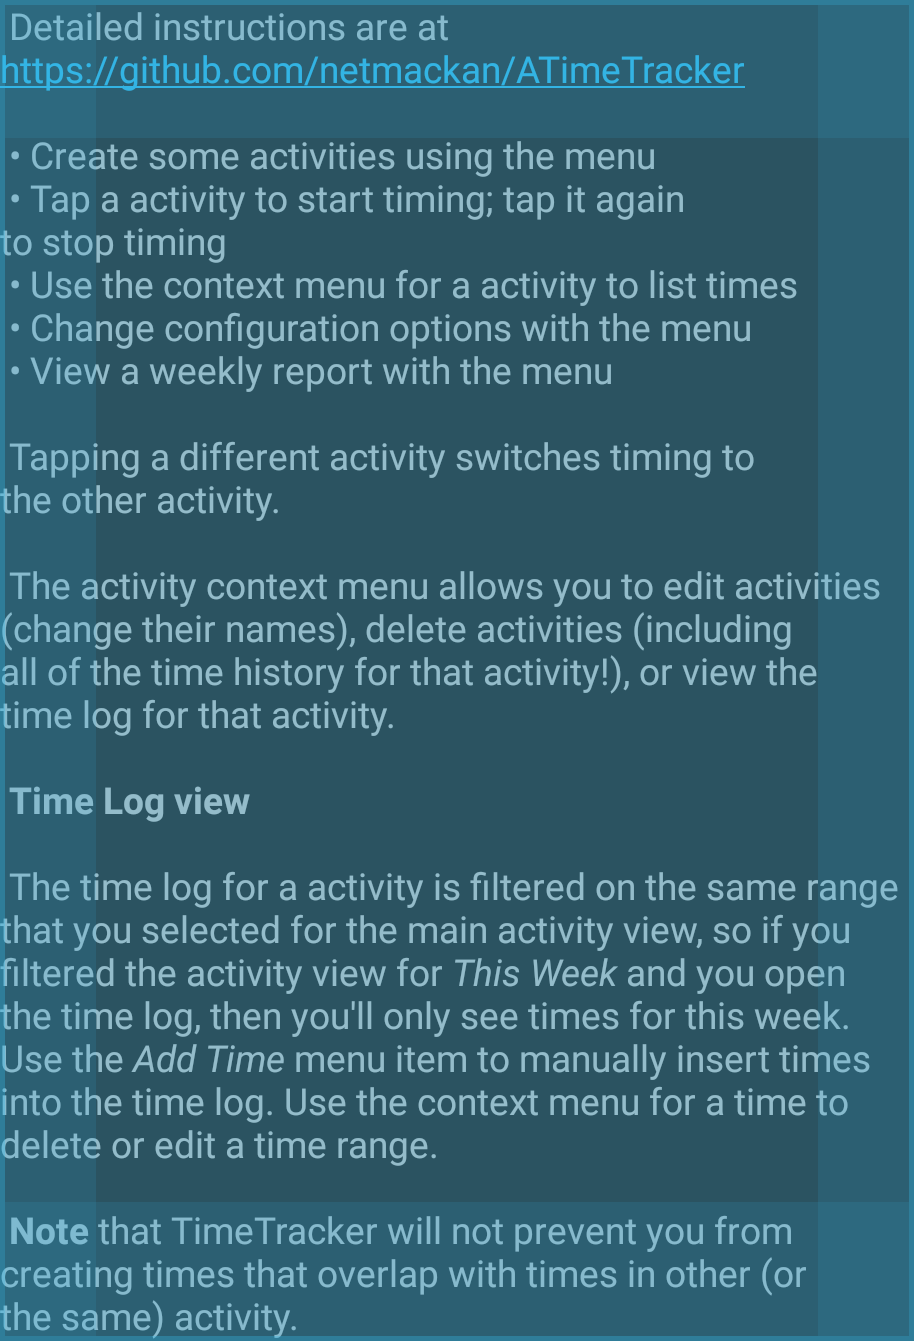 Detailed instructions are at
https://github.com/netmackan/ATimeTracker
• Create some activities using the menu
• Tap a activity to start timing; tap it again
to stop timing
• Use the context menu for a activity to list times
• Change configuration options with the menu
• View a weekly report with the menu
Tapping a different activity switches timing to
the other activity.
The activity context menu allows you to edit activities
(change their names), delete activities (including
all of the time history for that activity!), or view the
time log for that activity.
Time Log view
The time log for a activity is filtered on the same range
that you selected for the main activity view, so if you
filtered the activity view for This Week and you open
the time log, then you'll only see times for this week.
Use the Add Time menu item to manually insert times
into the time log. Use the context menu for a time to
delete or edit a time range.
Note that TimeTracker will not prevent you from
creating times that overlap with times in other (or
the same) activity.